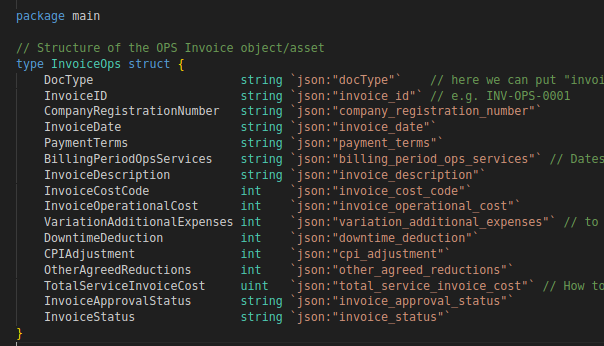 package main
// Structure of the OPS Invoice object/asset
type InvoiceOps struct {
DocType string `json:"docType"` // here we can put "invoi
InvoiceID string `json:"invoice_id"` // e.g. INV-OPS-0001
CompanyRegistrationNumber string `json:"company_registration_number"`
InvoiceDate string `json:"invoice_date"`
PaymentTerms string `json:"payment_terms"`
BillingPeriodOpsServices string `json:"billing_period_ops_services"` // Dates
InvoiceDescription string `json:"invoice_description"`
InvoiceCostCode int `json:"invoice_cost_code"`
InvoiceOperationalCost int `json:"invoice_operational_cost"`
VariationAdditionalExpenses int `json:"variation_additional_expenses"` // to
DowntimeDeduction int `json:"downtime_deduction"`
CPIAdjustment int `json:"cpi_adjustment"`
OtherAgreedReductions int `json:"other_agreed_reductions"`
TotalServiceInvoiceCost uint `json:"total_service_invoice_cost"` // How to
InvoiceApprovalStatus string `json:"invoice_approval_status"`
InvoiceStatus string `json:"invoice_status"`
}